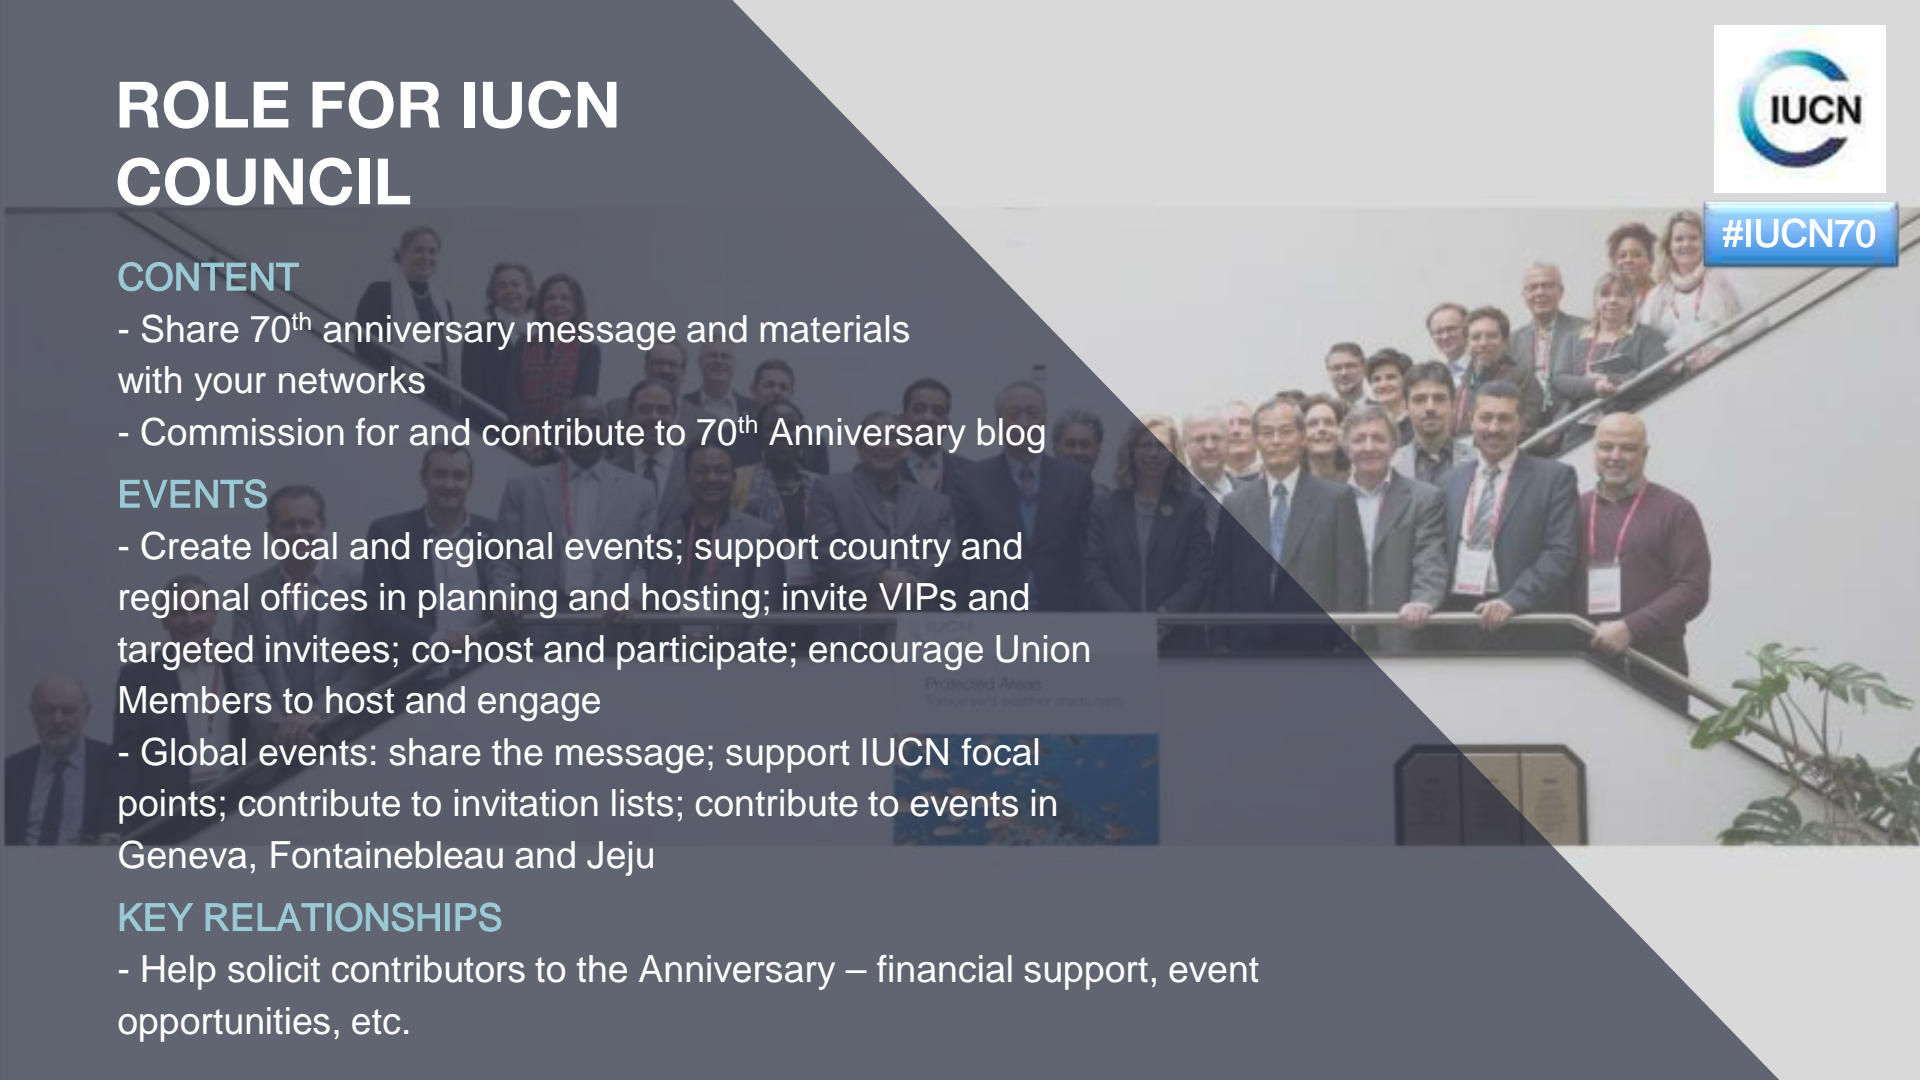 ROLE FOR IUCN
COUNCIL
IUCN
#IUCN70
CONTENT
- Share 70th anniversary message and materials
with your networks
- Commission for and contribute to 70th Anniversary blog
EVENTS
- Create local and regional events; support country and
regional offices in planning and hosting; invite VIPs and
targeted invitees; co-host and participate; encourage Union
Members to host and engage
- Global events: share the message; support IUCN focal
points; contribute to invitation lists; contribute to events in
Geneva, Fontainebleau and Jeju
KEY RELATIONSHIPS
- Help solicit contributors to the Anniversary – financial support, event
opportunities, etc.
IUCN
Protected Areas